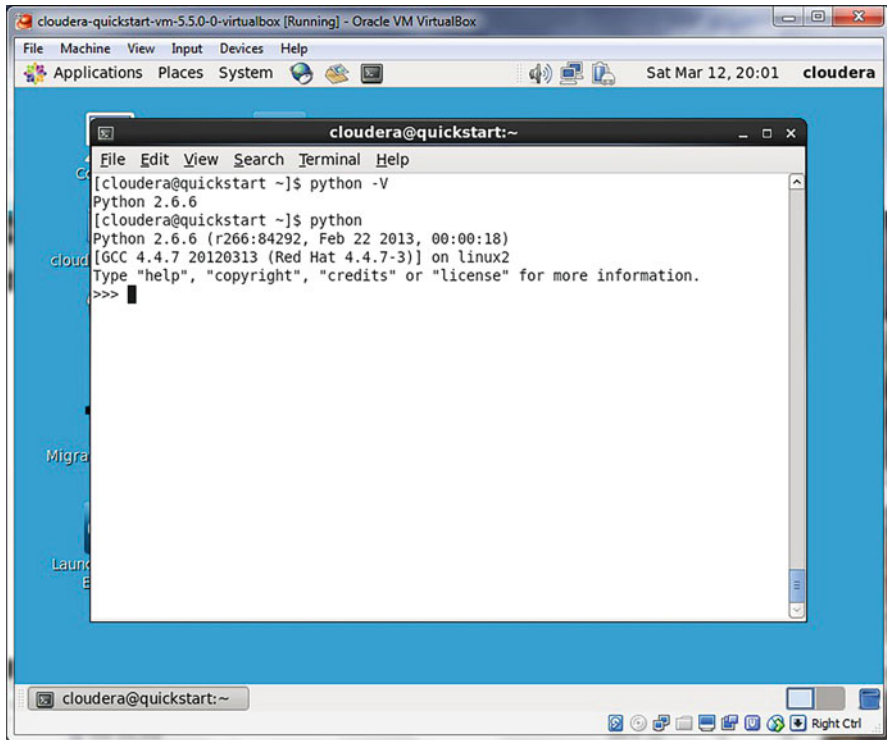 cloudera-quickstart-vm-5.5.0-0-virtualbox [Running] - Oracle VM VirtualBox
File Machine View Input Devices Help
Applications Places System Sat Mar 12, 20:01 cloudera
cloudera@quickstart:~
File Edit View Search Terminal Help
[cloudera@quickstart ~]$ python -V
Python 2.6.6
[cloudera@quickstart ~]$ python
Python 2.6.6 (r266:84292, Feb 22 2013, 00:00:18)
[GCC 4.4.7 20120313 (Red Hat 4.4.7-3)] on linux2
Type "help", "copyright", "credits" or "license" for more information.
>>>
cloud
Migra
Laun
cloudera@quickstart:~
Right Ctrl